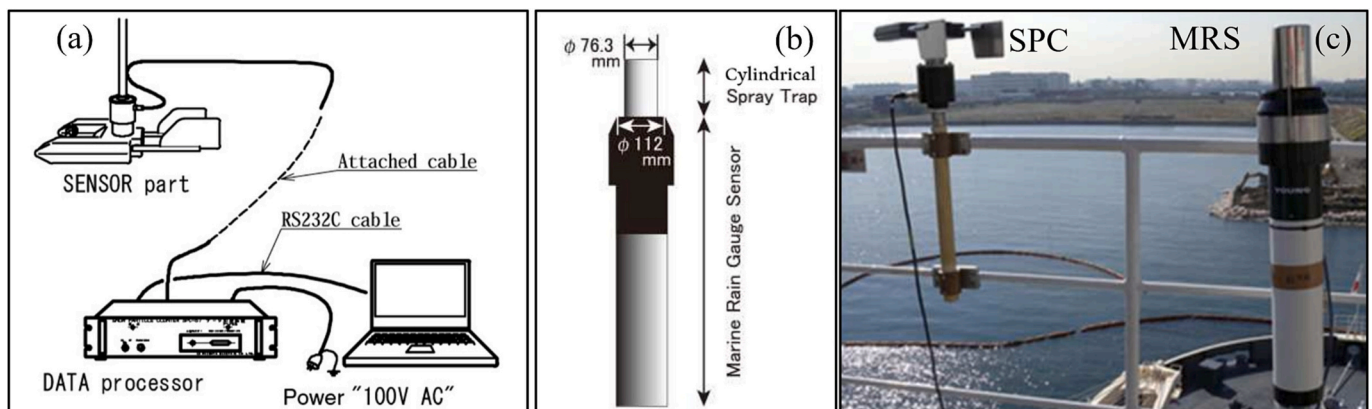 (a)
SENSOR part
Attached cable
RS232C cable
DATA processor
Power "100V AC"
(b)
φ 76.3
mm
Cylindrical
Spray Trap
φ 112
mm
Marine Rain Gauge Sensor
SPC
MRS
(c)
YOUNG